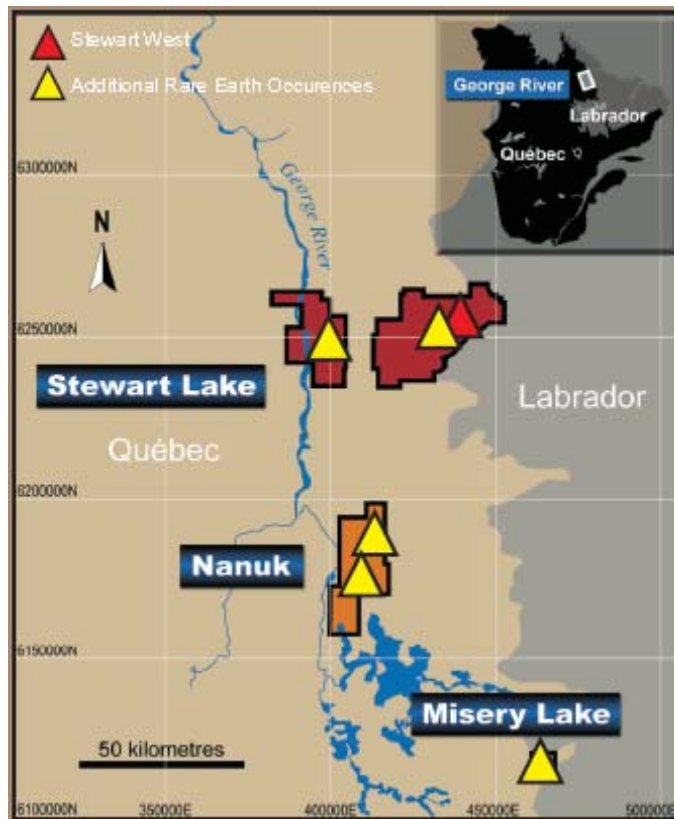 Stewart West
Additional Rare Earth Occurences
George River
Labrador
Québec
6300000N
George River
N
6250000N
Stewart Lake
Labrador
Québec
6200000N
Nanuk
6150000N
Misery Lake
50 kilometres
6100000N
350000E
400000E
450000E
500000E